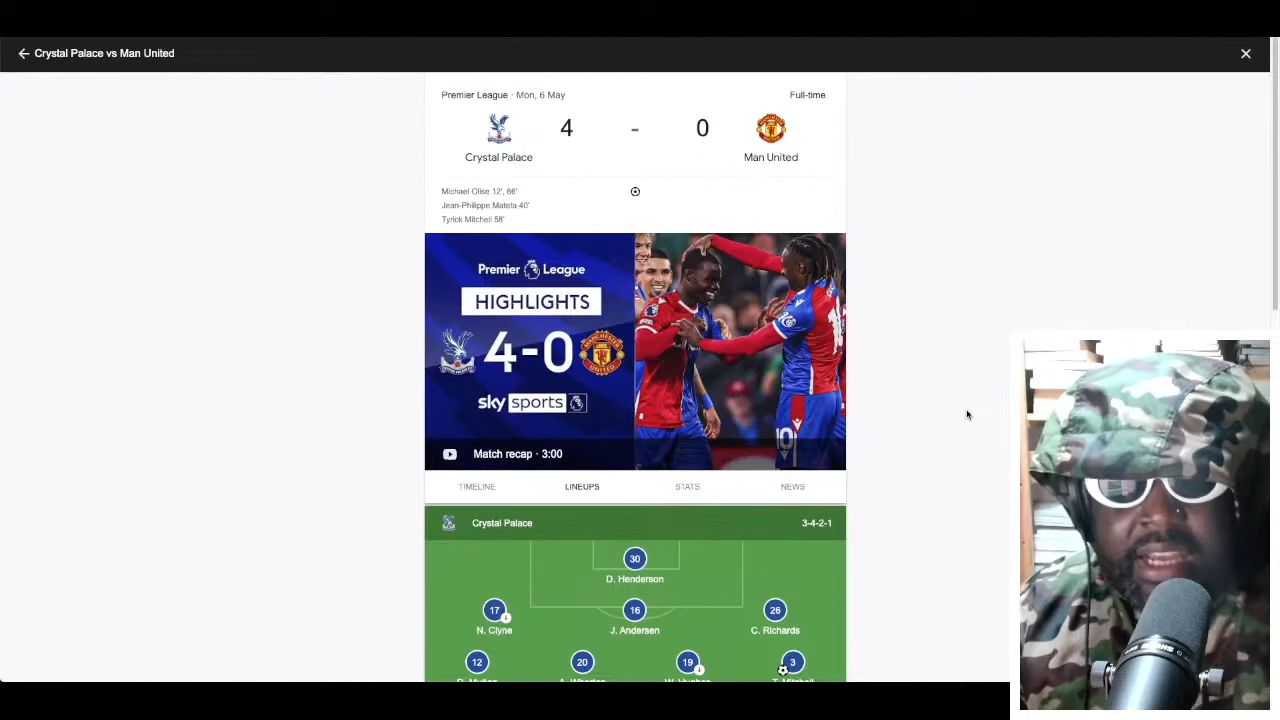 Crystal Palace vs Man United
Premier League · Mon, 6 May
Full-time
4 - 0
Crystal Palace
Man United
Michael Olise 12', 66'
Jean-Philippe Mateta 40'
Tyrick Mitchell 58'
Premier League
HIGHLIGHTS
4-0
sky sports
Match recap · 3:00
TIMELINE LINEUPS STATS NEWS
Crystal Palace 3-4-2-1
30
D. Henderson
17 16 26
N. Clyne J. Andersen C. Richards
12 20 19 3